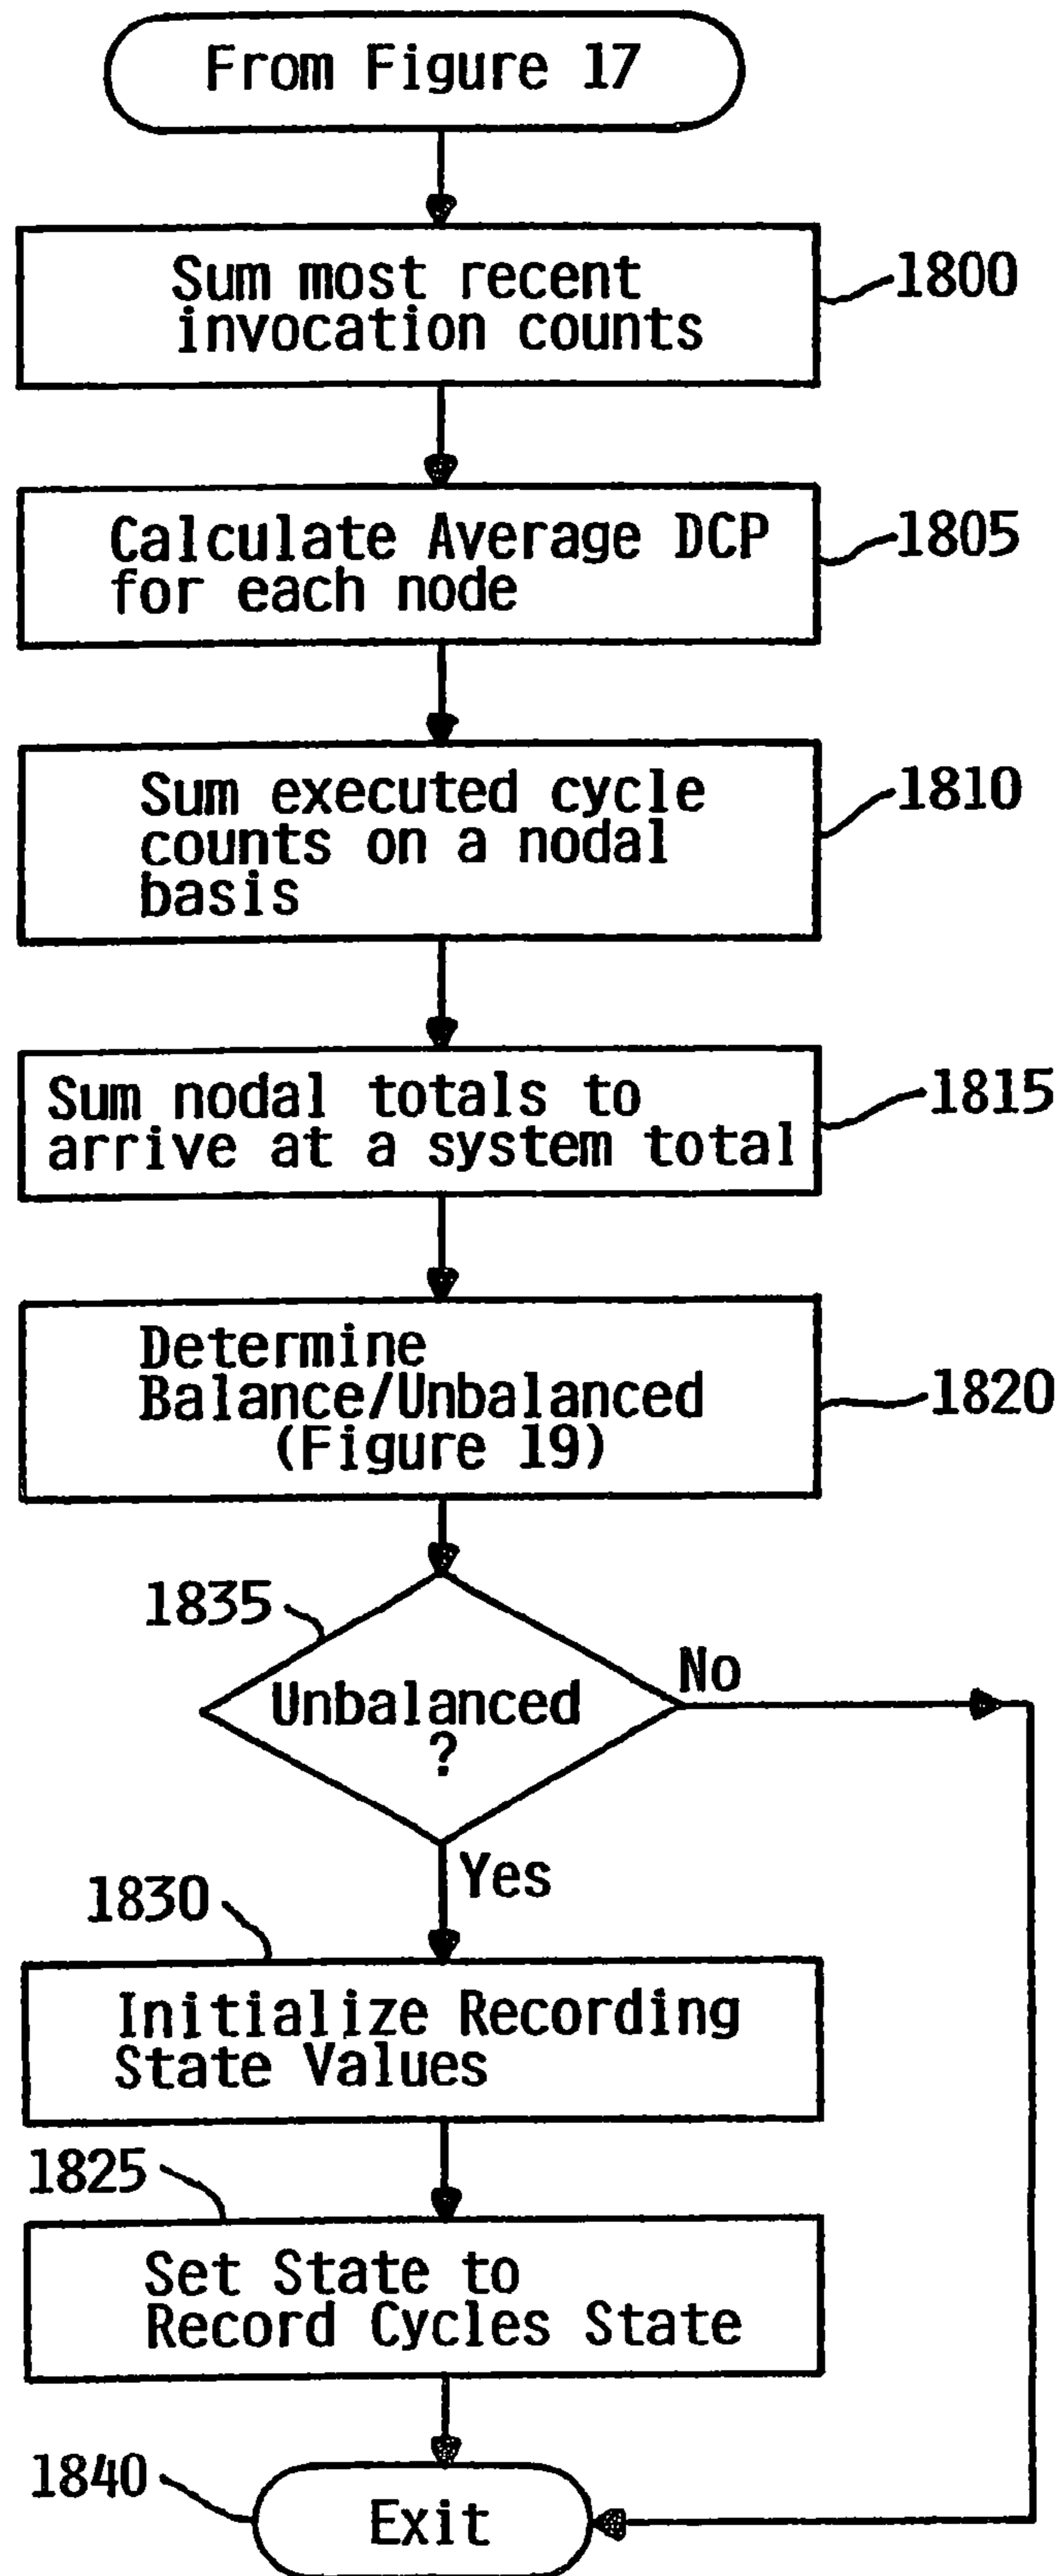 From Figure 17
Sum most recent
invocation counts
1800
Calculate Average DCP
for each node
1805
Sum executed cycle
counts on a nodal
basis
1810
Sum nodal totals to
arrive at a system total
1815
Determine
Balance/Unbalanced
(Figure 19)
1820
1835
Unbalanced
?
No
Yes
1830
Initialize Recording
State Values
1825
Set State to
Record Cycles State
1840
Exit